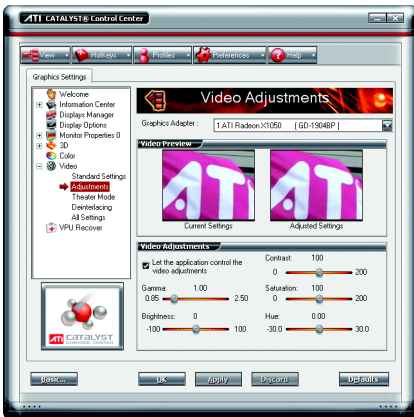 ATI CATALYST® Control Center
View Hotkeys Profiles Preferences Help
Graphics Settings
Welcome
Information Center
Displays Manager
Display Options
Monitor Properties 0
3D
Color
Video
Standard Settings
Adjustments
Theater Mode
Deinterlacing
All Settings
VPU Recover
ATI CATALYST
CONTROL CENTER
Video Adjustments
Graphics Adapter :
1.ATI Radeon X1050 [ GD-1904BP ]
Video Preview
ATI
ATI
Current Settings
Adjusted Settings
Video Adjustments
Let the application control the
video adjustments
Gamma: 1.00
0.85 2.50
Brightness: 0
-100 100
Contrast: 100
0 200
Saturation: 100
0 200
Hue: 0.00
-30.0 30.0
Basic... OK Apply Discard Defaults